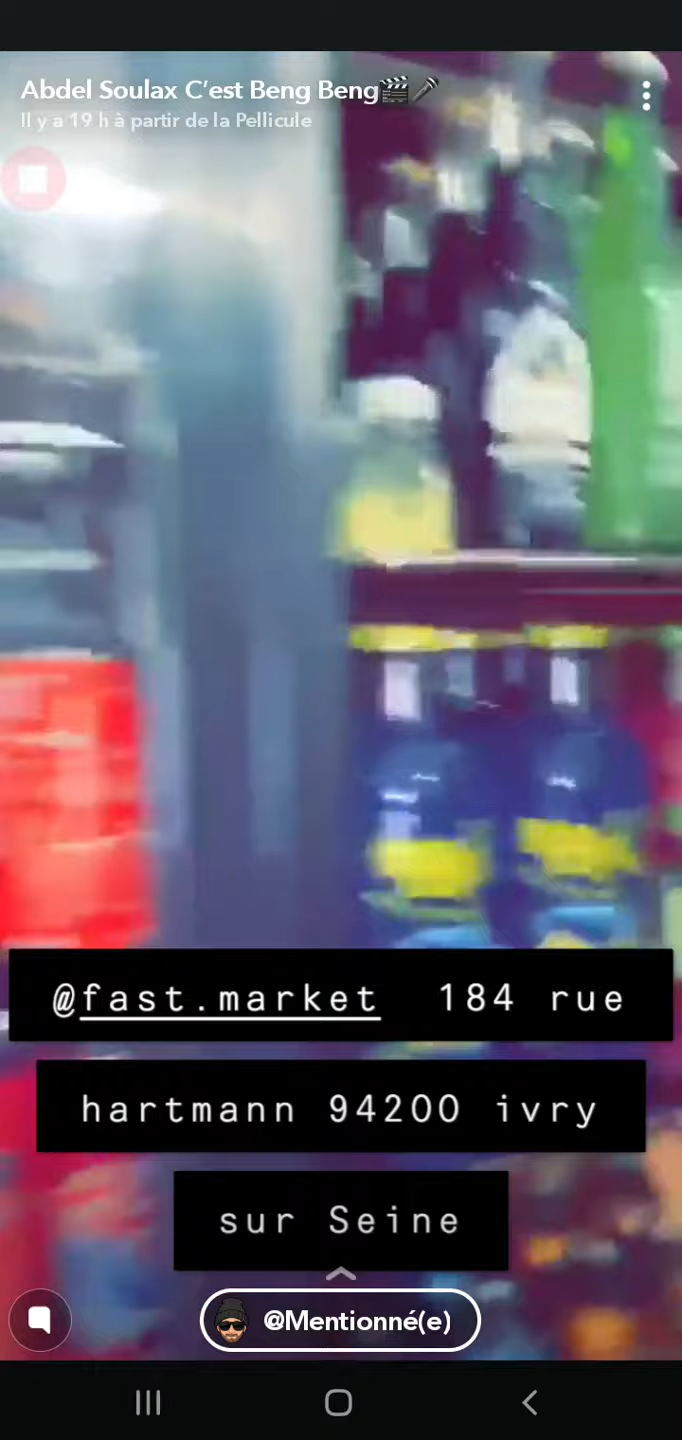 Abdel Soulax C’est Beng Beng🎬🎤
Il y a 19 h à partir de la Pellicule
@fast.market 184 rue
hartmann 94200 ivry
sur Seine
@Mentionné(e)